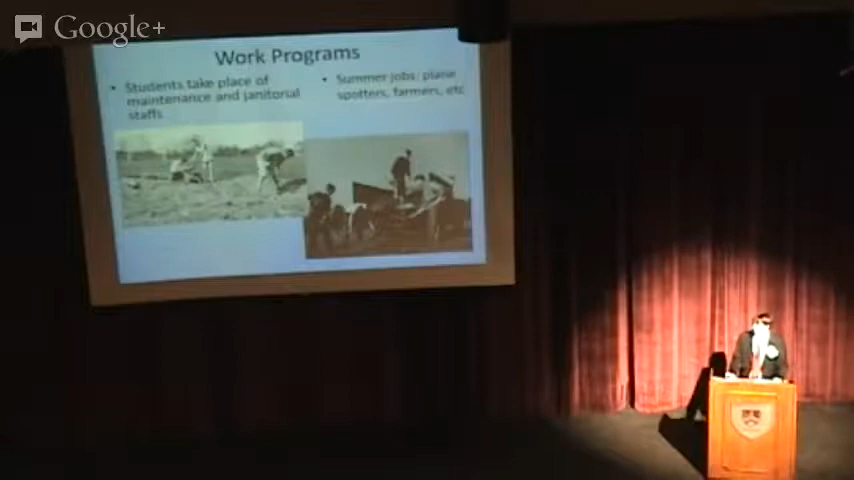 Google+
Work Programs
• Students take place of
maintenance and janitorial
staffs
• Summer jobs: plane
spotters, farmers, etc